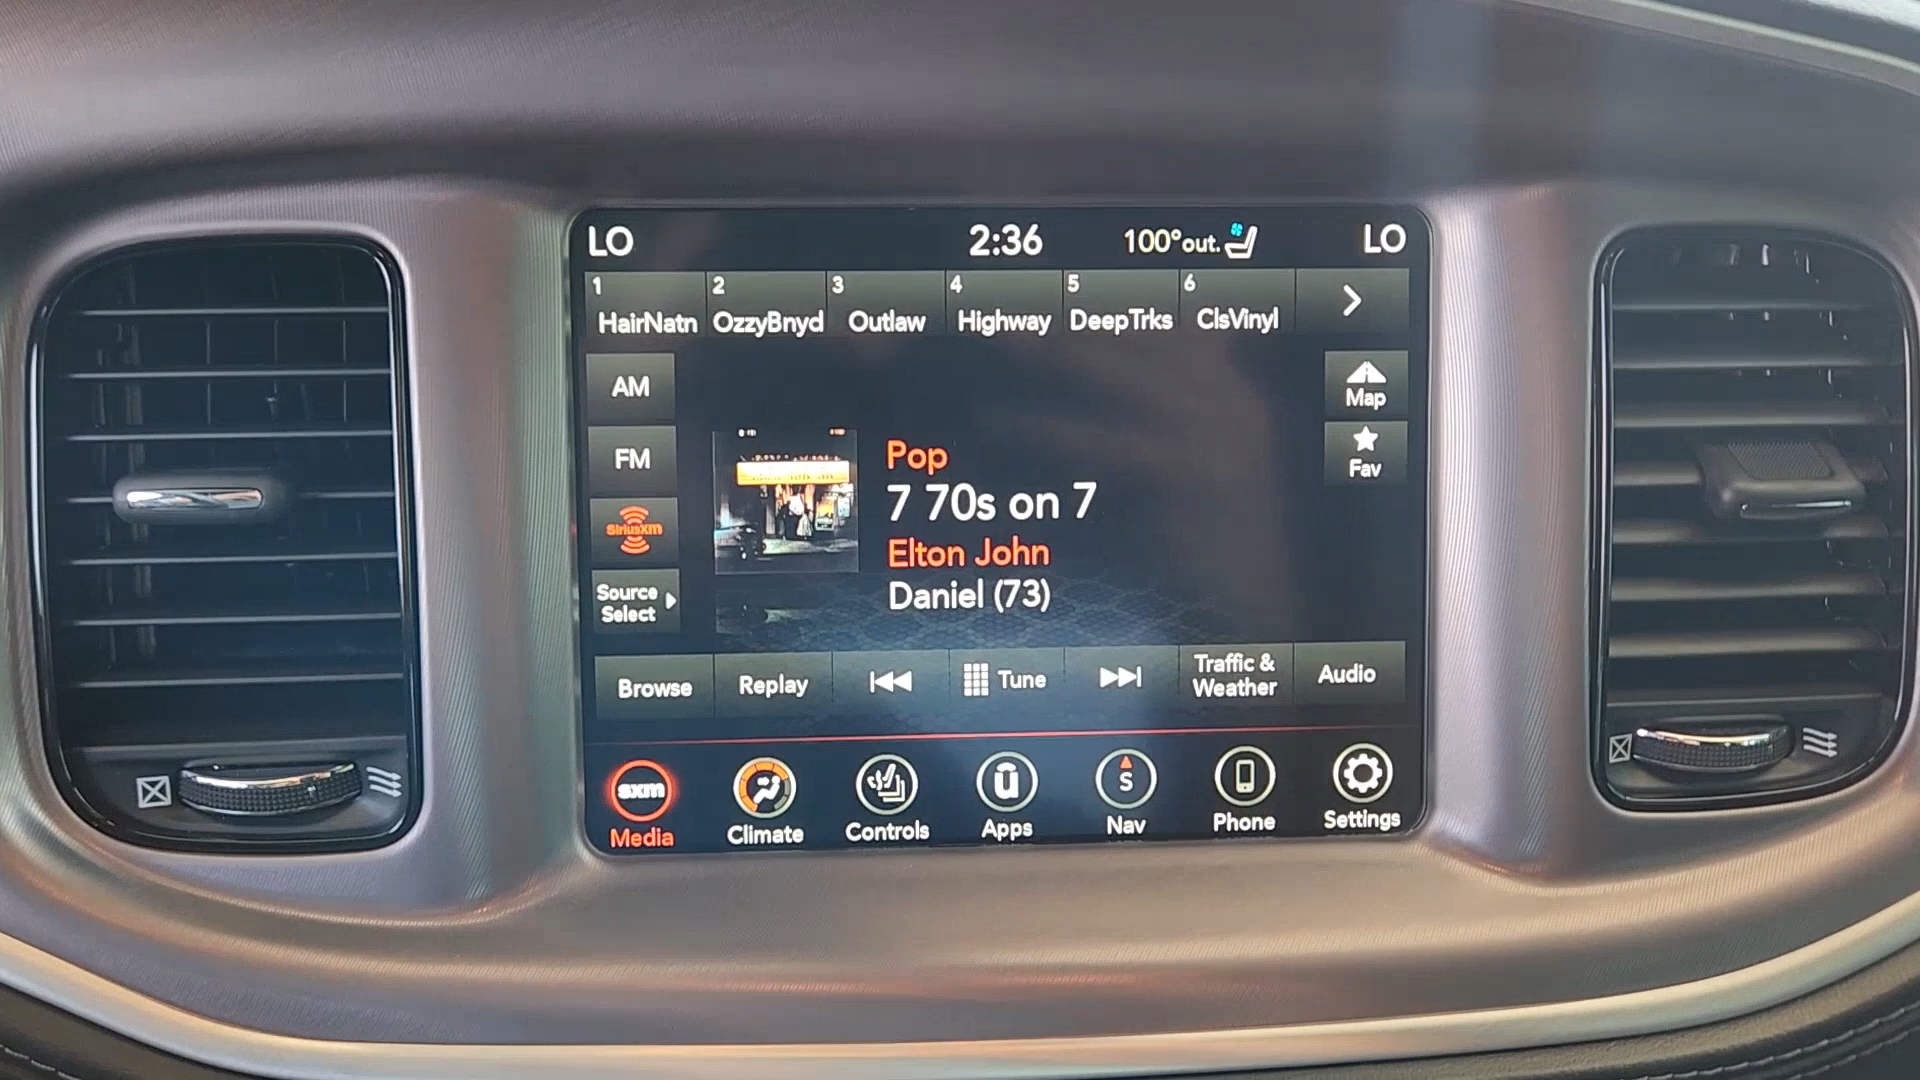 LO 2:36 100°out. LO
1 HairNatn
2 OzzyBnyd
3 Outlaw
4 Highway
5 DeepTrks
6 ClsVinyl
AM
FM
SiriusXM
Source
Select
Pop
7 70s on 7
Elton John
Daniel (73)
Map
Fav
Browse
Replay
Tune
Traffic &
Weather
Audio
sxm
Media
Climate
Controls
ū
Apps
S
Nav
Phone
Settings